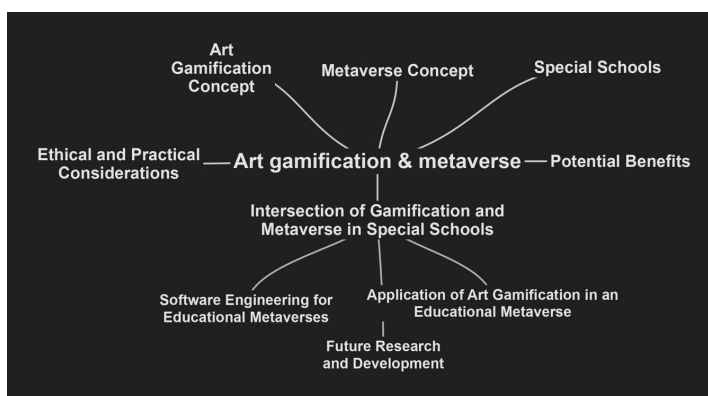 Art
Gamification
Concept
Metaverse Concept
Special Schools
Ethical and Practical
Considerations
Art gamification & metaverse
Potential Benefits
Intersection of Gamification and
Metaverse in Special Schools
Software Engineering for
Educational Metaverses
Application of Art Gamification in an
Educational Metaverse
Future Research
and Development